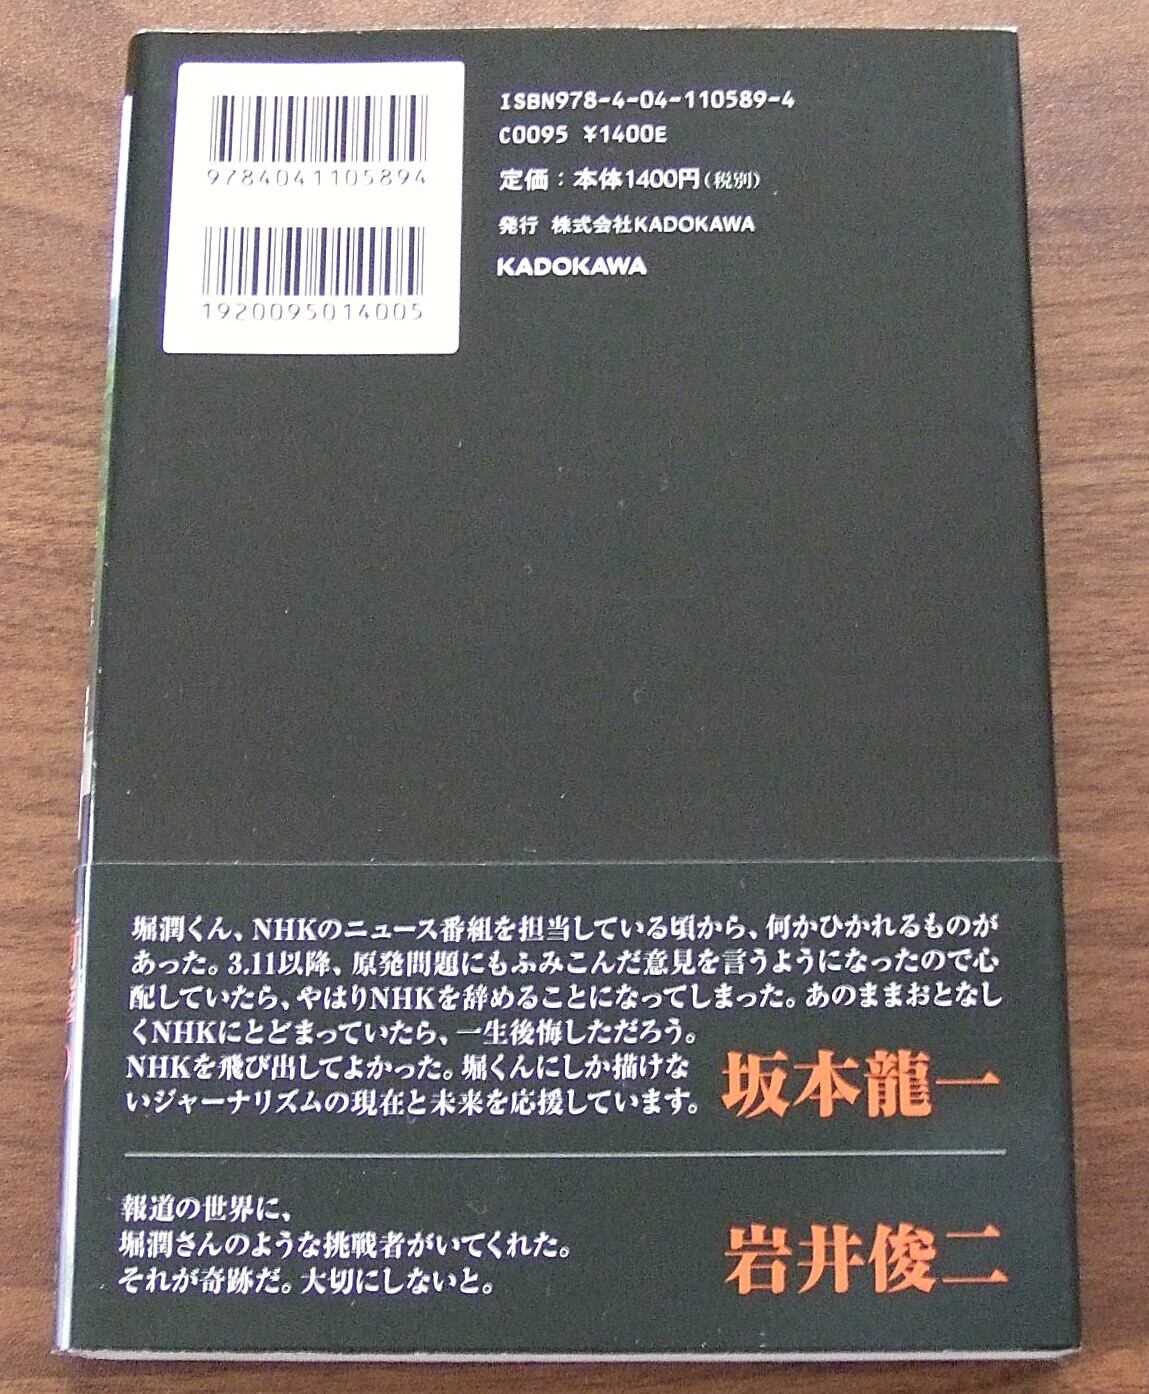 9784041105894
1920095014005
ISBN978-4-04-110589-4
C0095 ¥1400E
定価：本体1400円（税別）
発行 株式会社KADOKAWA
KADOKAWA
堀潤くん、NHKのニュース番組を担当している頃から、何かひかれるものが
あった。3.11以降、原発問題にもふみこんだ意見を言うようになったので心
配していたら、やはりNHKを辞めることになってしまった。あのままおとなし
くNHKにとどまっていたら、一生後悔しただろう。
NHKを飛び出してよかった。堀くんにしか描けな
いジャーナリズムの現在と未来を応援しています。
坂本龍一
報道の世界に、
堀潤さんのような挑戦者がいてくれた。
それが奇跡だ。大切にしないと。
岩井俊二